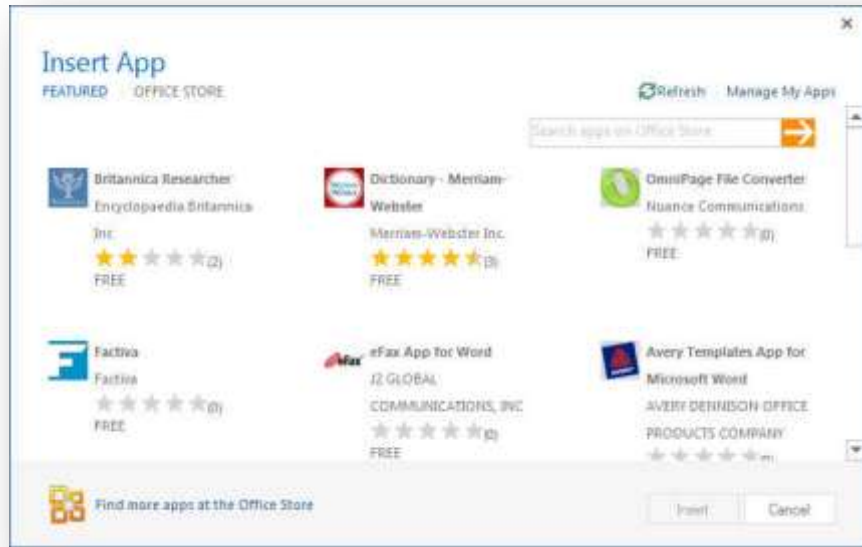 Insert App
FEATURED OFFICE STORE
Refresh Manage My Apps
Search apps on Office Store
Britannica Researcher
Encyclopaedia Britannica
Inc
(2)
FREE
Dictionary - Merriam-
Webster
Merriam-Webster Inc.
(3)
FREE
OmniPage File Converter
Nuance Communications
(0)
FREE
Factiva
Factiva
(0)
FREE
eFax
eFax App for Word
J2 GLOBAL
COMMUNICATIONS, INC
(0)
FREE
Avery Templates App for
Microsoft Word
AVERY DENNISON OFFICE
PRODUCTS COMPANY
Find more apps at the Office Store
Insert Cancel